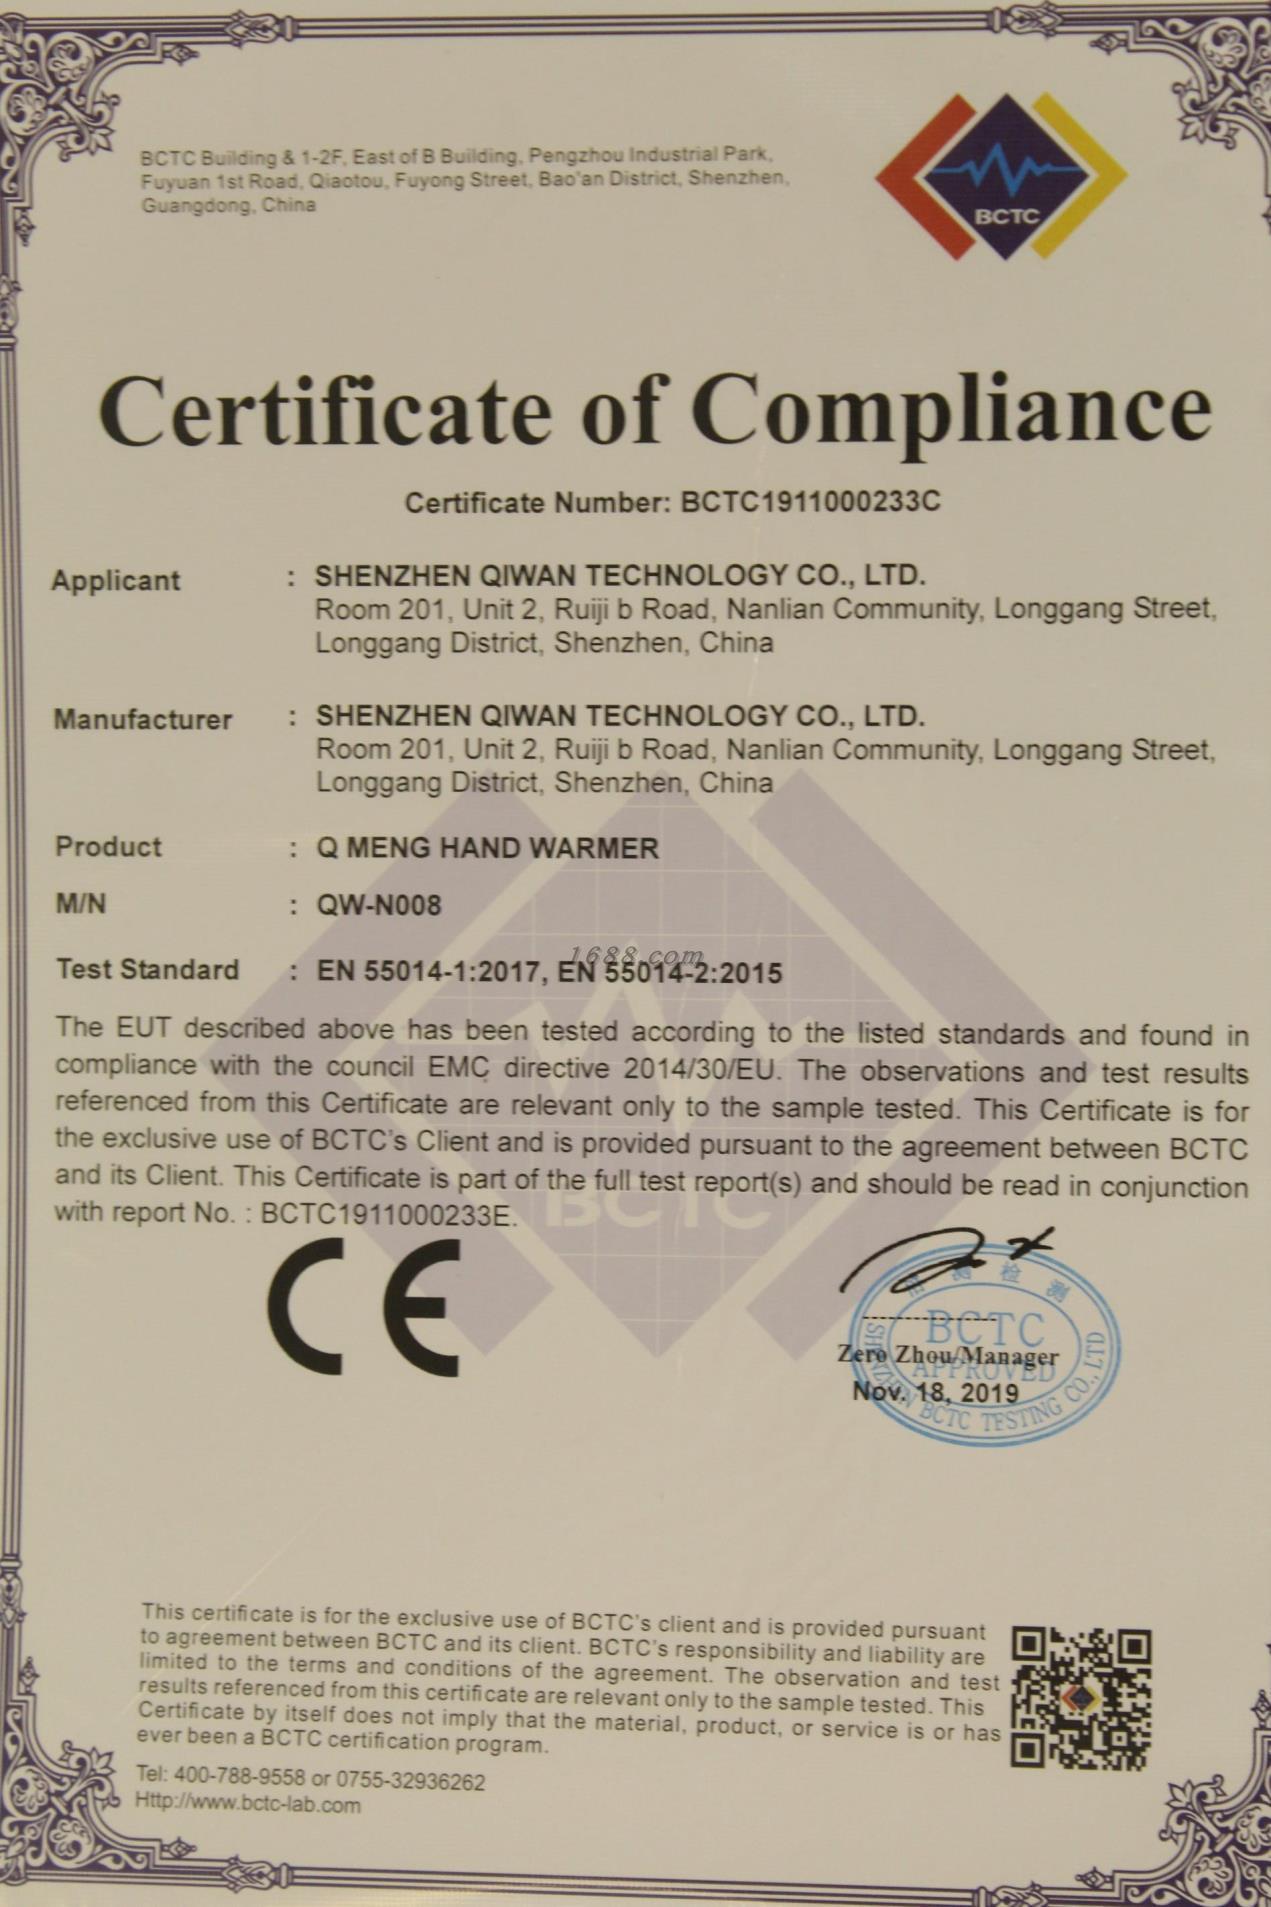 BCTC Building & 1-2F, East of B Building, Pengzhou Industrial Park,
Fuyuan 1st Road, Qiaotou, Fuyong Street, Bao'an District, Shenzhen,
Guangdong, China
BCTC
Certificate of Compliance
Certificate Number: BCTC1911000233C
Applicant : SHENZHEN QIWAN TECHNOLOGY CO., LTD.
Room 201, Unit 2, Ruiji b Road, Nanlian Community, Longgang Street,
Longgang District, Shenzhen, China
Manufacturer : SHENZHEN QIWAN TECHNOLOGY CO., LTD.
Room 201, Unit 2, Ruiji b Road, Nanlian Community, Longgang Street,
Longgang District, Shenzhen, China
Product : Q MENG HAND WARMER
M/N : QW-N008
1688.com
Test Standard : EN 55014-1:2017, EN 55014-2:2015
The EUT described above has been tested according to the listed standards and found in
compliance with the council EMC directive 2014/30/EU. The observations and test results
referenced from this Certificate are relevant only to the sample tested. This Certificate is for
the exclusive use of BCTC's Client and is provided pursuant to the agreement between BCTC
and its Client. This Certificate is part of the full test report(s) and should be read in conjunction
with report No. : BCTC1911000233E.
BCTC
CE
倍测检测
BCTC
APPROVED
SHENZHEN BCTC TESTING CO., LTD
Zero Zhou/Manager
Nov. 18, 2019
This certificate is for the exclusive use of BCTC's client and is provided pursuant
to agreement between BCTC and its client. BCTC's responsibility and liability are
limited to the terms and conditions of the agreement. The observation and test
results referenced from this certificate are relevant only to the sample tested. This
Certificate by itself does not imply that the material, product, or service is or has
ever been a BCTC certification program.
Tel: 400-788-9558 or 0755-32936262
Http://www.bctc-lab.com